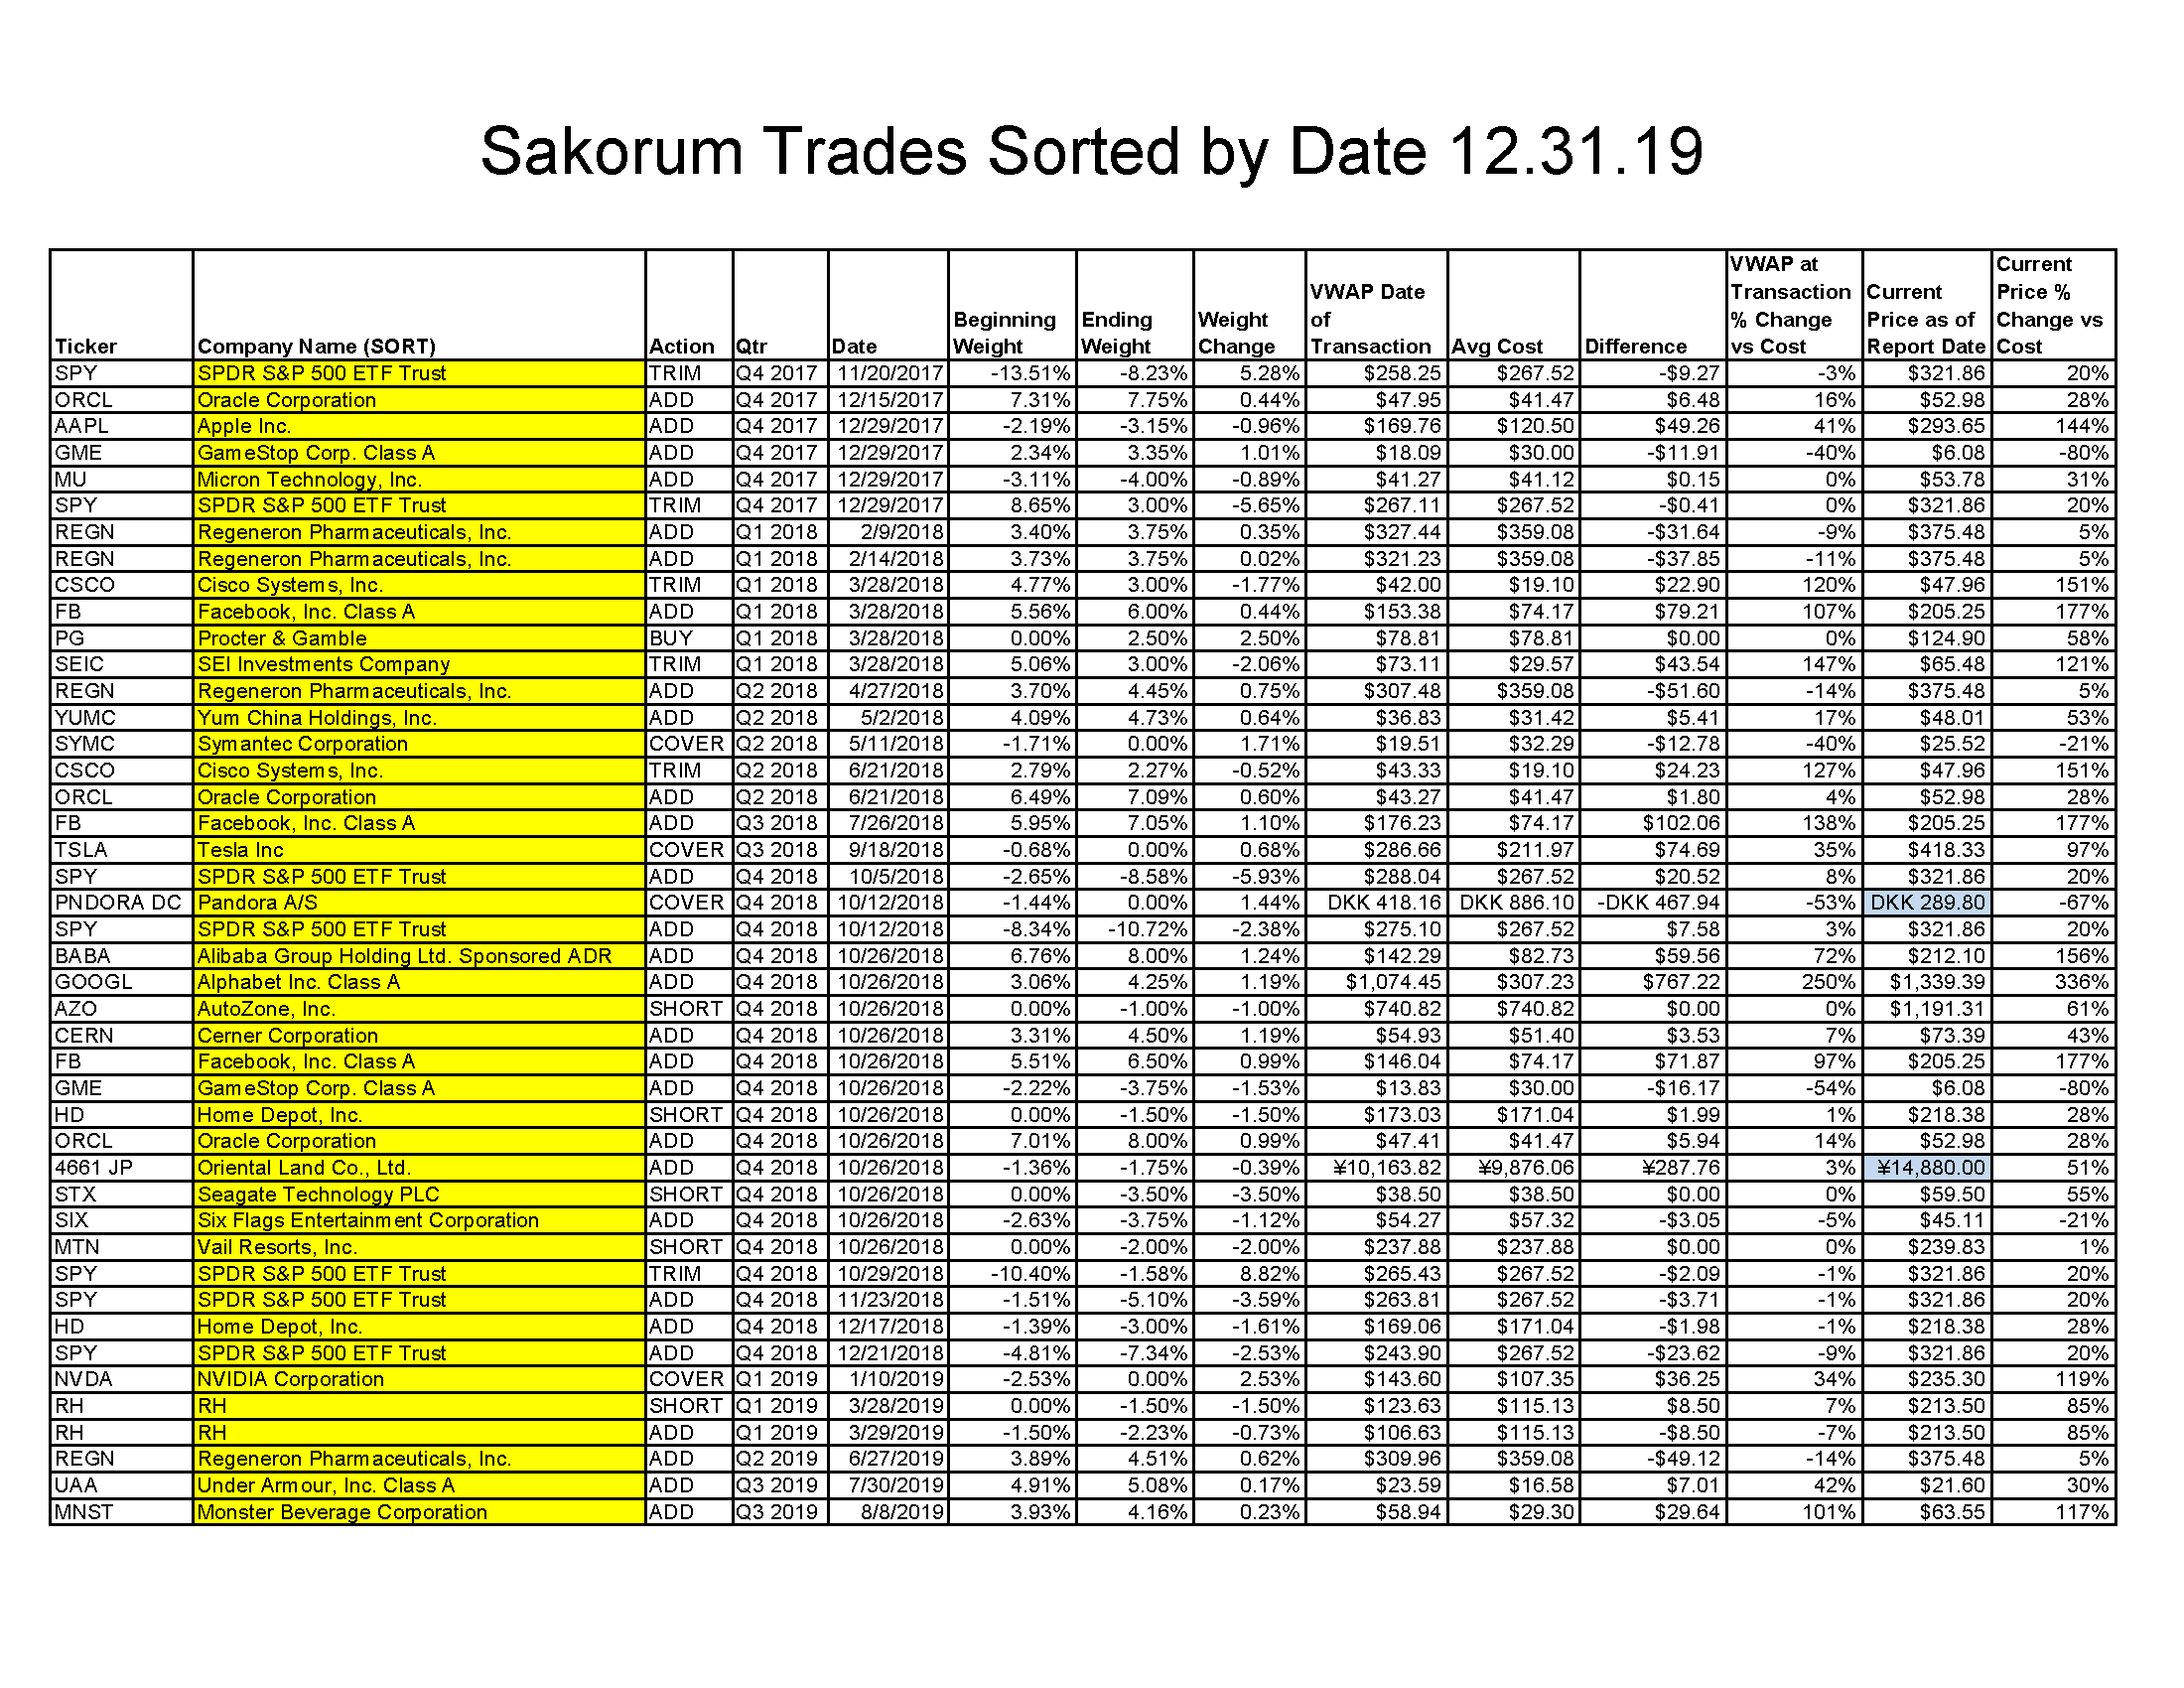 Sakorum Trades Sorted by Date 12.31.19
Ticker Company Name (SORT) Action Qtr Date Beginning Weight Ending Weight Weight Change VWAP Date of Transaction Avg Cost Difference VWAP at Transaction % Change vs Cost Current Price as of Report Date Current Price % Change vs Cost
SPY SPDR S&P 500 ETF Trust TRIM Q4 2017 11/20/2017 -13.51% -8.23% 5.28% $258.25 $267.52 -$9.27 -3% $321.86 20%
ORCL Oracle Corporation ADD Q4 2017 12/15/2017 7.31% 7.75% 0.44% $47.95 $41.47 $6.48 16% $52.98 28%
AAPL Apple Inc. ADD Q4 2017 12/29/2017 -2.19% -3.15% -0.96% $169.76 $120.50 $49.26 41% $293.65 144%
GME GameStop Corp. Class A ADD Q4 2017 12/29/2017 2.34% 3.35% 1.01% $18.09 $30.00 -$11.91 -40% $6.08 -80%
MU Micron Technology, Inc. ADD Q4 2017 12/29/2017 -3.11% -4.00% -0.89% $41.27 $41.12 $0.15 0% $53.78 31%
SPY SPDR S&P 500 ETF Trust TRIM Q4 2017 12/29/2017 8.65% 3.00% -5.65% $267.11 $267.52 -$0.41 0% $321.86 20%
REGN Regeneron Pharmaceuticals, Inc. ADD Q1 2018 2/9/2018 3.40% 3.75% 0.35% $327.44 $359.08 -$31.64 -9% $375.48 5%
REGN Regeneron Pharmaceuticals, Inc. ADD Q1 2018 2/14/2018 3.73% 3.75% 0.02% $321.23 $359.08 -$37.85 -11% $375.48 5%
CSCO Cisco Systems, Inc. TRIM Q1 2018 3/28/2018 4.77% 3.00% -1.77% $42.00 $19.10 $22.90 120% $47.96 151%
FB Facebook, Inc. Class A ADD Q1 2018 3/28/2018 5.56% 6.00% 0.44% $153.38 $74.17 $79.21 107% $205.25 177%
PG Procter & Gamble BUY Q1 2018 3/28/2018 0.00% 2.50% 2.50% $78.81 $78.81 $0.00 0% $124.90 58%
SEIC SEI Investments Company TRIM Q1 2018 3/28/2018 5.06% 3.00% -2.06% $73.11 $29.57 $43.54 147% $65.48 121%
REGN Regeneron Pharmaceuticals, Inc. ADD Q2 2018 4/27/2018 3.70% 4.45% 0.75% $307.48 $359.08 -$51.60 -14% $375.48 5%
YUMC Yum China Holdings, Inc. ADD Q2 2018 5/2/2018 4.09% 4.73% 0.64% $36.83 $31.42 $5.41 17% $48.01 53%
SYMC Symantec Corporation COVER Q2 2018 5/11/2018 -1.71% 0.00% 1.71% $19.51 $32.29 -$12.78 -40% $25.52 -21%
CSCO Cisco Systems, Inc. TRIM Q2 2018 6/21/2018 2.79% 2.27% -0.52% $43.33 $19.10 $24.23 127% $47.96 151%
ORCL Oracle Corporation ADD Q2 2018 6/21/2018 6.49% 7.09% 0.60% $43.27 $41.47 $1.80 4% $52.98 28%
FB Facebook, Inc. Class A ADD Q3 2018 7/26/2018 5.95% 7.05% 1.10% $176.23 $74.17 $102.06 138% $205.25 177%
TSLA Tesla Inc COVER Q3 2018 9/18/2018 -0.68% 0.00% 0.68% $286.66 $211.97 $74.69 35% $418.33 97%
SPY SPDR S&P 500 ETF Trust ADD Q4 2018 10/5/2018 -2.65% -8.58% -5.93% $288.04 $267.52 $20.52 8% $321.86 20%
PNDORA DC Pandora A/S COVER Q4 2018 10/12/2018 -1.44% 0.00% 1.44% DKK 418.16 DKK 886.10 -DKK 467.94 -53% DKK 289.80 -67%
SPY SPDR S&P 500 ETF Trust ADD Q4 2018 10/12/2018 -8.34% -10.72% -2.38% $275.10 $267.52 $7.58 3% $321.86 20%
BABA Alibaba Group Holding Ltd. Sponsored ADR ADD Q4 2018 10/26/2018 6.76% 8.00% 1.24% $142.29 $82.73 $59.56 72% $212.10 156%
GOOGL Alphabet Inc. Class A ADD Q4 2018 10/26/2018 3.06% 4.25% 1.19% $1,074.45 $307.23 $767.22 250% $1,339.39 336%
AZO AutoZone, Inc. SHORT Q4 2018 10/26/2018 0.00% -1.00% -1.00% $740.82 $740.82 $0.00 0% $1,191.31 61%
CERN Cerner Corporation ADD Q4 2018 10/26/2018 3.31% 4.50% 1.19% $54.93 $51.40 $3.53 7% $73.39 43%
FB Facebook, Inc. Class A ADD Q4 2018 10/26/2018 5.51% 6.50% 0.99% $146.04 $74.17 $71.87 97% $205.25 177%
GME GameStop Corp. Class A ADD Q4 2018 10/26/2018 -2.22% -3.75% -1.53% $13.83 $30.00 -$16.17 -54% $6.08 -80%
HD Home Depot, Inc. SHORT Q4 2018 10/26/2018 0.00% -1.50% -1.50% $173.03 $171.04 $1.99 1% $218.38 28%
ORCL Oracle Corporation ADD Q4 2018 10/26/2018 7.01% 8.00% 0.99% $47.41 $41.47 $5.94 14% $52.98 28%
4661 JP Oriental Land Co., Ltd. ADD Q4 2018 10/26/2018 -1.36% -1.75% -0.39% ¥10,163.82 ¥9,876.06 ¥287.76 3% ¥14,880.00 51%
STX Seagate Technology PLC SHORT Q4 2018 10/26/2018 0.00% -3.50% -3.50% $38.50 $38.50 $0.00 0% $59.50 55%
SIX Six Flags Entertainment Corporation ADD Q4 2018 10/26/2018 -2.63% -3.75% -1.12% $54.27 $57.32 -$3.05 -5% $45.11 -21%
MTN Vail Resorts, Inc. SHORT Q4 2018 10/26/2018 0.00% -2.00% -2.00% $237.88 $237.88 $0.00 0% $239.83 1%
SPY SPDR S&P 500 ETF Trust TRIM Q4 2018 10/29/2018 -10.40% -1.58% 8.82% $265.43 $267.52 -$2.09 -1% $321.86 20%
SPY SPDR S&P 500 ETF Trust ADD Q4 2018 11/23/2018 -1.51% -5.10% -3.59% $263.81 $267.52 -$3.71 -1% $321.86 20%
HD Home Depot, Inc. ADD Q4 2018 12/17/2018 -1.39% -3.00% -1.61% $169.06 $171.04 -$1.98 -1% $218.38 28%
SPY SPDR S&P 500 ETF Trust ADD Q4 2018 12/21/2018 -4.81% -7.34% -2.53% $243.90 $267.52 -$23.62 -9% $321.86 20%
NVDA NVIDIA Corporation COVER Q1 2019 1/10/2019 -2.53% 0.00% 2.53% $143.60 $107.35 $36.25 34% $235.30 119%
RH RH SHORT Q1 2019 3/28/2019 0.00% -1.50% -1.50% $123.63 $115.13 $8.50 7% $213.50 85%
RH RH ADD Q1 2019 3/29/2019 -1.50% -2.23% -0.73% $106.63 $115.13 -$8.50 -7% $213.50 85%
REGN Regeneron Pharmaceuticals, Inc. ADD Q2 2019 6/27/2019 3.89% 4.51% 0.62% $309.96 $359.08 -$49.12 -14% $375.48 5%
UAA Under Armour, Inc. Class A ADD Q3 2019 7/30/2019 4.91% 5.08% 0.17% $23.59 $16.58 $7.01 42% $21.60 30%
MNST Monster Beverage Corporation ADD Q3 2019 8/8/2019 3.93% 4.16% 0.23% $58.94 $29.30 $29.64 101% $63.55 117%